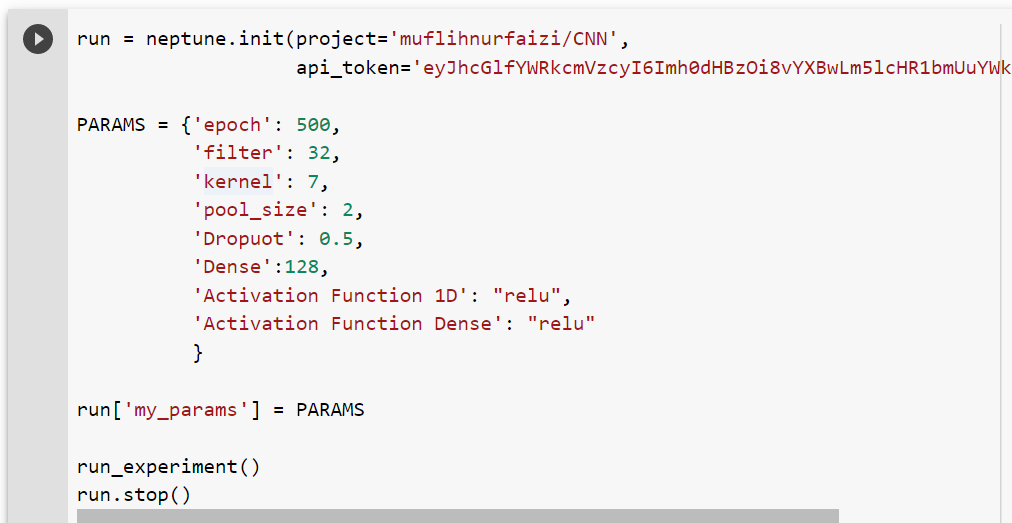 run = neptune.init(project='muflihnurfaizi/CNN',
api_token='eyJhcGlfYWRkcmVzcyI6Imh0dHBzOi8vYXBwLm5lcHR1bmUuYWk
PARAMS = {'epoch': 500,
'filter': 32,
'kernel': 7,
'pool_size': 2,
'Dropuot': 0.5,
'Dense':128,
'Activation Function 1D': "relu",
'Activation Function Dense': "relu"
}
run['my_params'] = PARAMS
run_experiment()
run.stop()